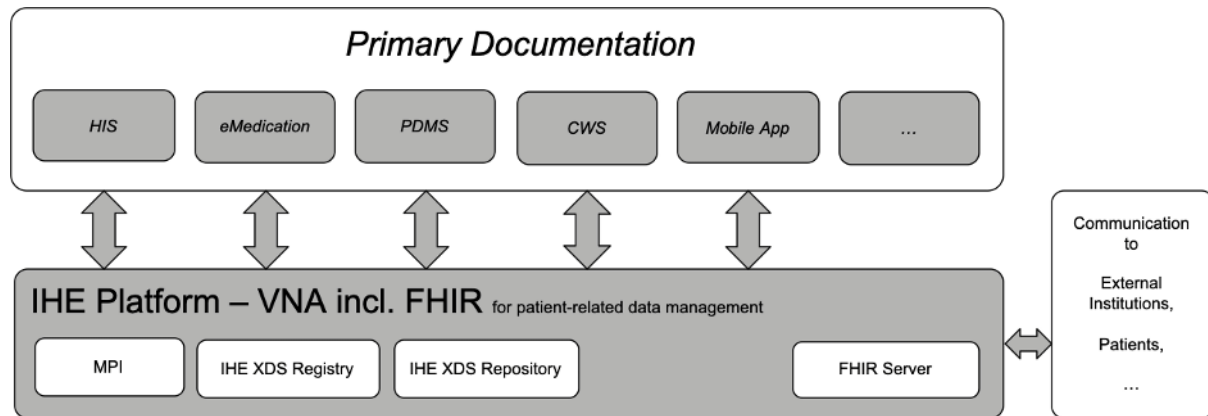 Primary Documentation
HIS
eMedication
PDMS
CWS
Mobile App
...
IHE Platform – VNA incl. FHIR for patient-related data management
MPI
IHE XDS Registry
IHE XDS Repository
FHIR Server
Communication
to
External
Institutions,
Patients,
...